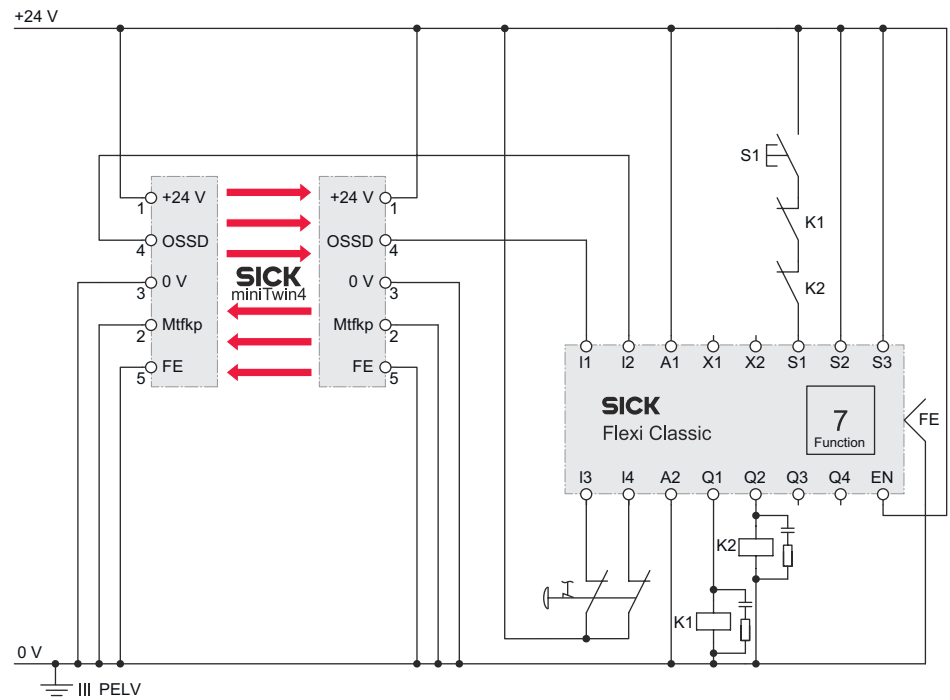 +24 V
S1
K1
K2
+24 V
1
OSSD
4
0 V
3
Mtfkp
2
FE
5
SICK
miniTwin4
+24 V
1
OSSD
4
0 V
3
Mtfkp
2
FE
5
I1 I2 A1 X1 X2 S1 S2 S3
SICK
Flexi Classic
7
Function
FE
I3 I4 A2 Q1 Q2 Q3 Q4 EN
K2
K1
0 V
III PELV